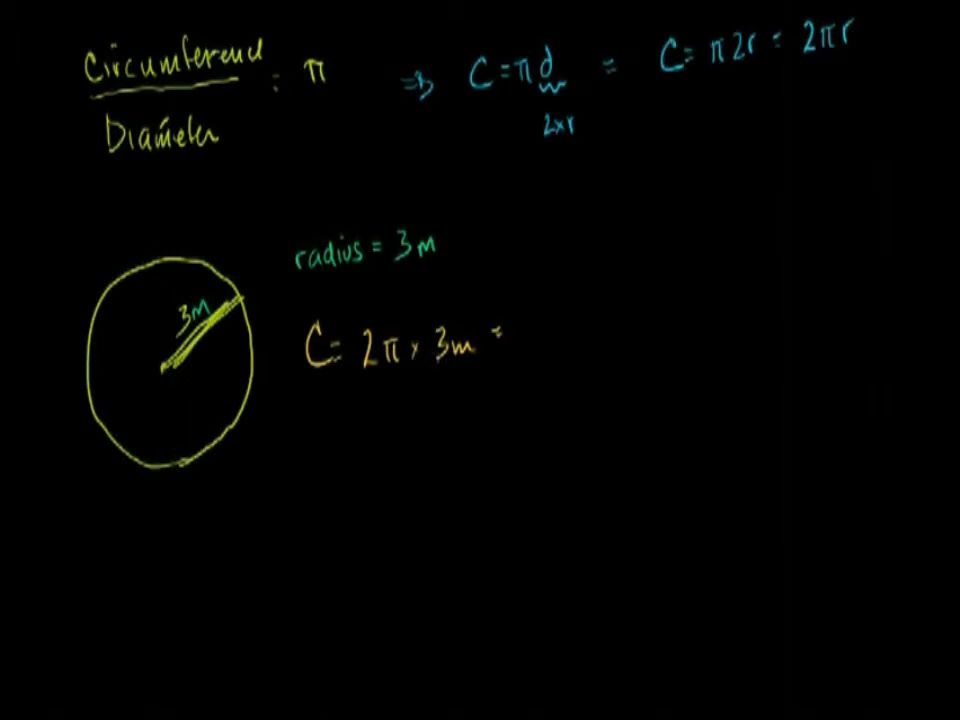 Circumference = π ⇒ C = πd = C = π2r = 2πr
Diameter
2×r
radius = 3m
3M
C = 2π × 3m =